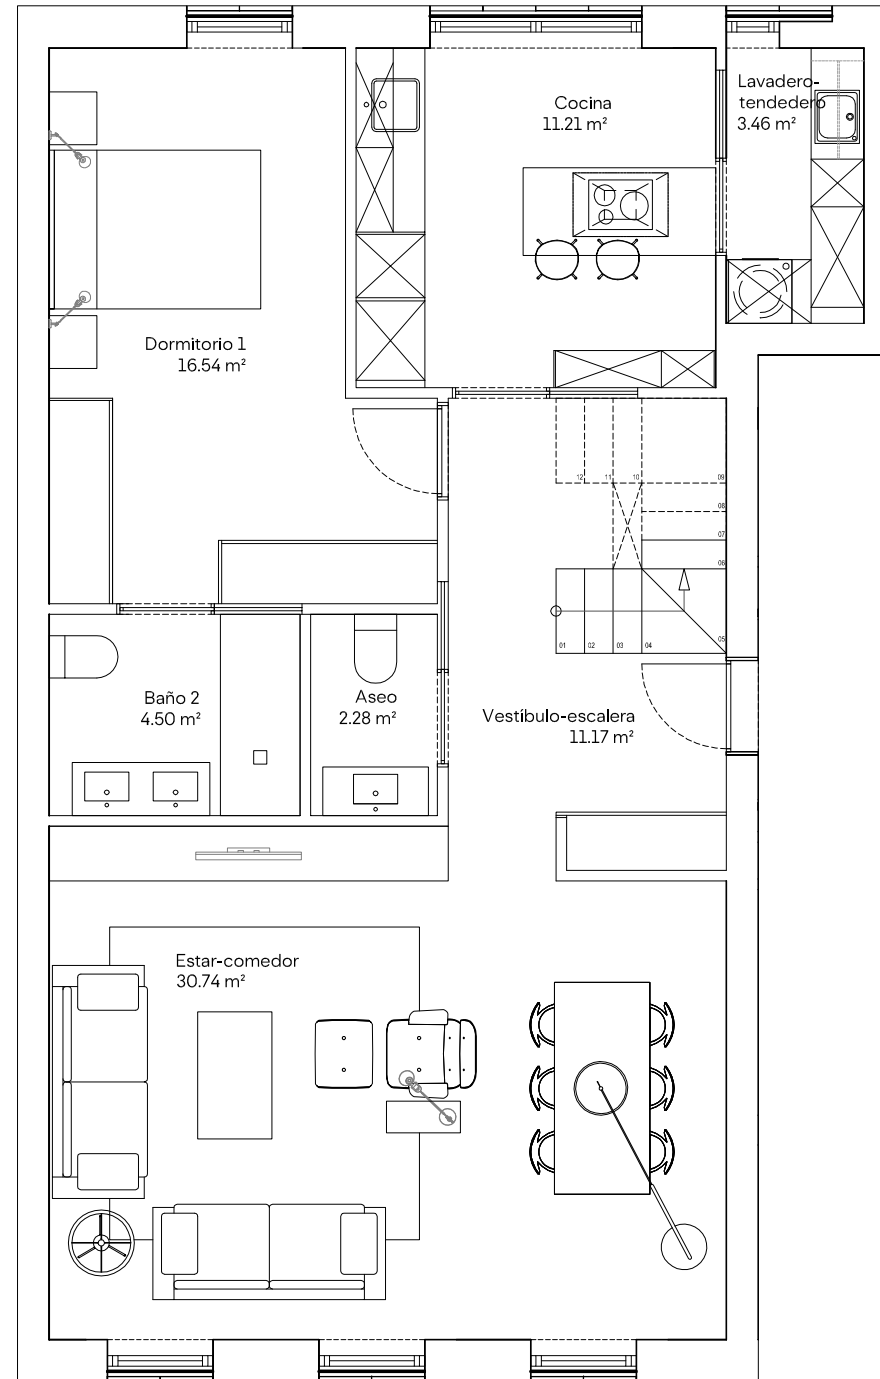 Cocina
11.21 m²
Lavadero-
tendedero
3.46 m²
Dormitorio 1
16.54 m²
12
11
10
09
08
07
06
05
01
02
03
04
Baño 2
4.50 m²
Aseo
2.28 m²
Vestíbulo-escalera
11.17 m²
Estar-comedor
30.74 m²